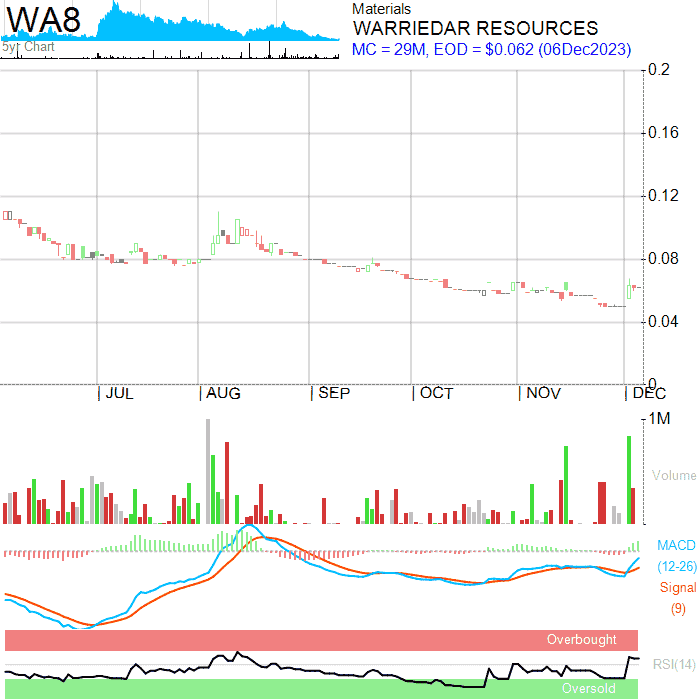 WA8
5yr Chart
Materials
WARRIEDAR RESOURCES
MC = 29M, EOD = $0.062 (06Dec2023)
0.2
0.16
0.12
0.08
0.04
0
JUL
AUG
SEP
OCT
NOV
DEC
1M
Volume
MACD
(12-26)
Signal
(9)
Overbought
RSI(14)
Oversold